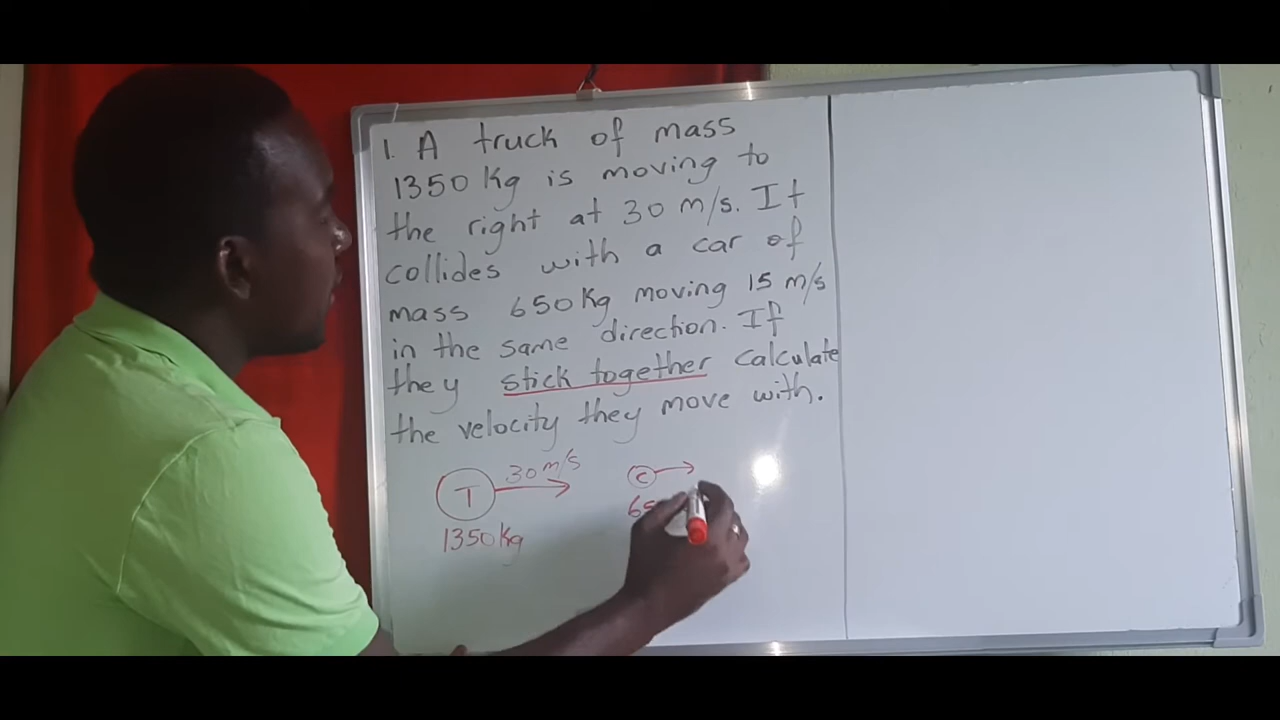 1. A truck of mass
1350 Kg is moving to
the right at 30 m/s. It
collides with a car of
mass 650 Kg moving 15 m/s
in the same direction. If
they stick together calculate
the velocity they move with.
T 30 m/s C
1350 Kg